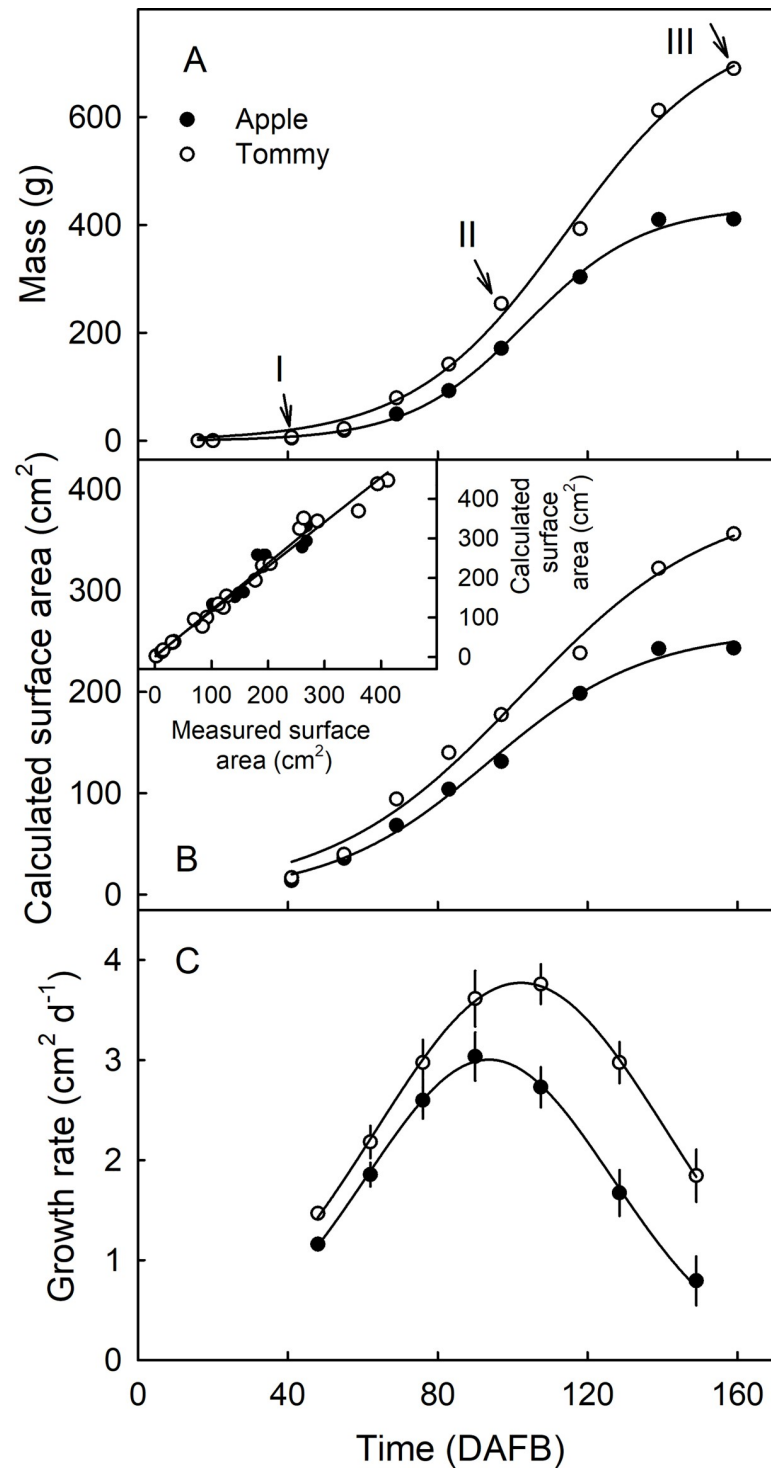 A
III
Apple
Tommy
II
I
Mass (g)
600
400
200
0
Calculated surface area (cm²)
400
300
200
100
0
Calculated
surface
area (cm²)
400
300
200
100
0
0 100 200 300 400
Measured surface
area (cm²)
B
C
Growth rate (cm² d⁻¹)
4
3
2
1
0
0 40 80 120 160
Time (DAFB)